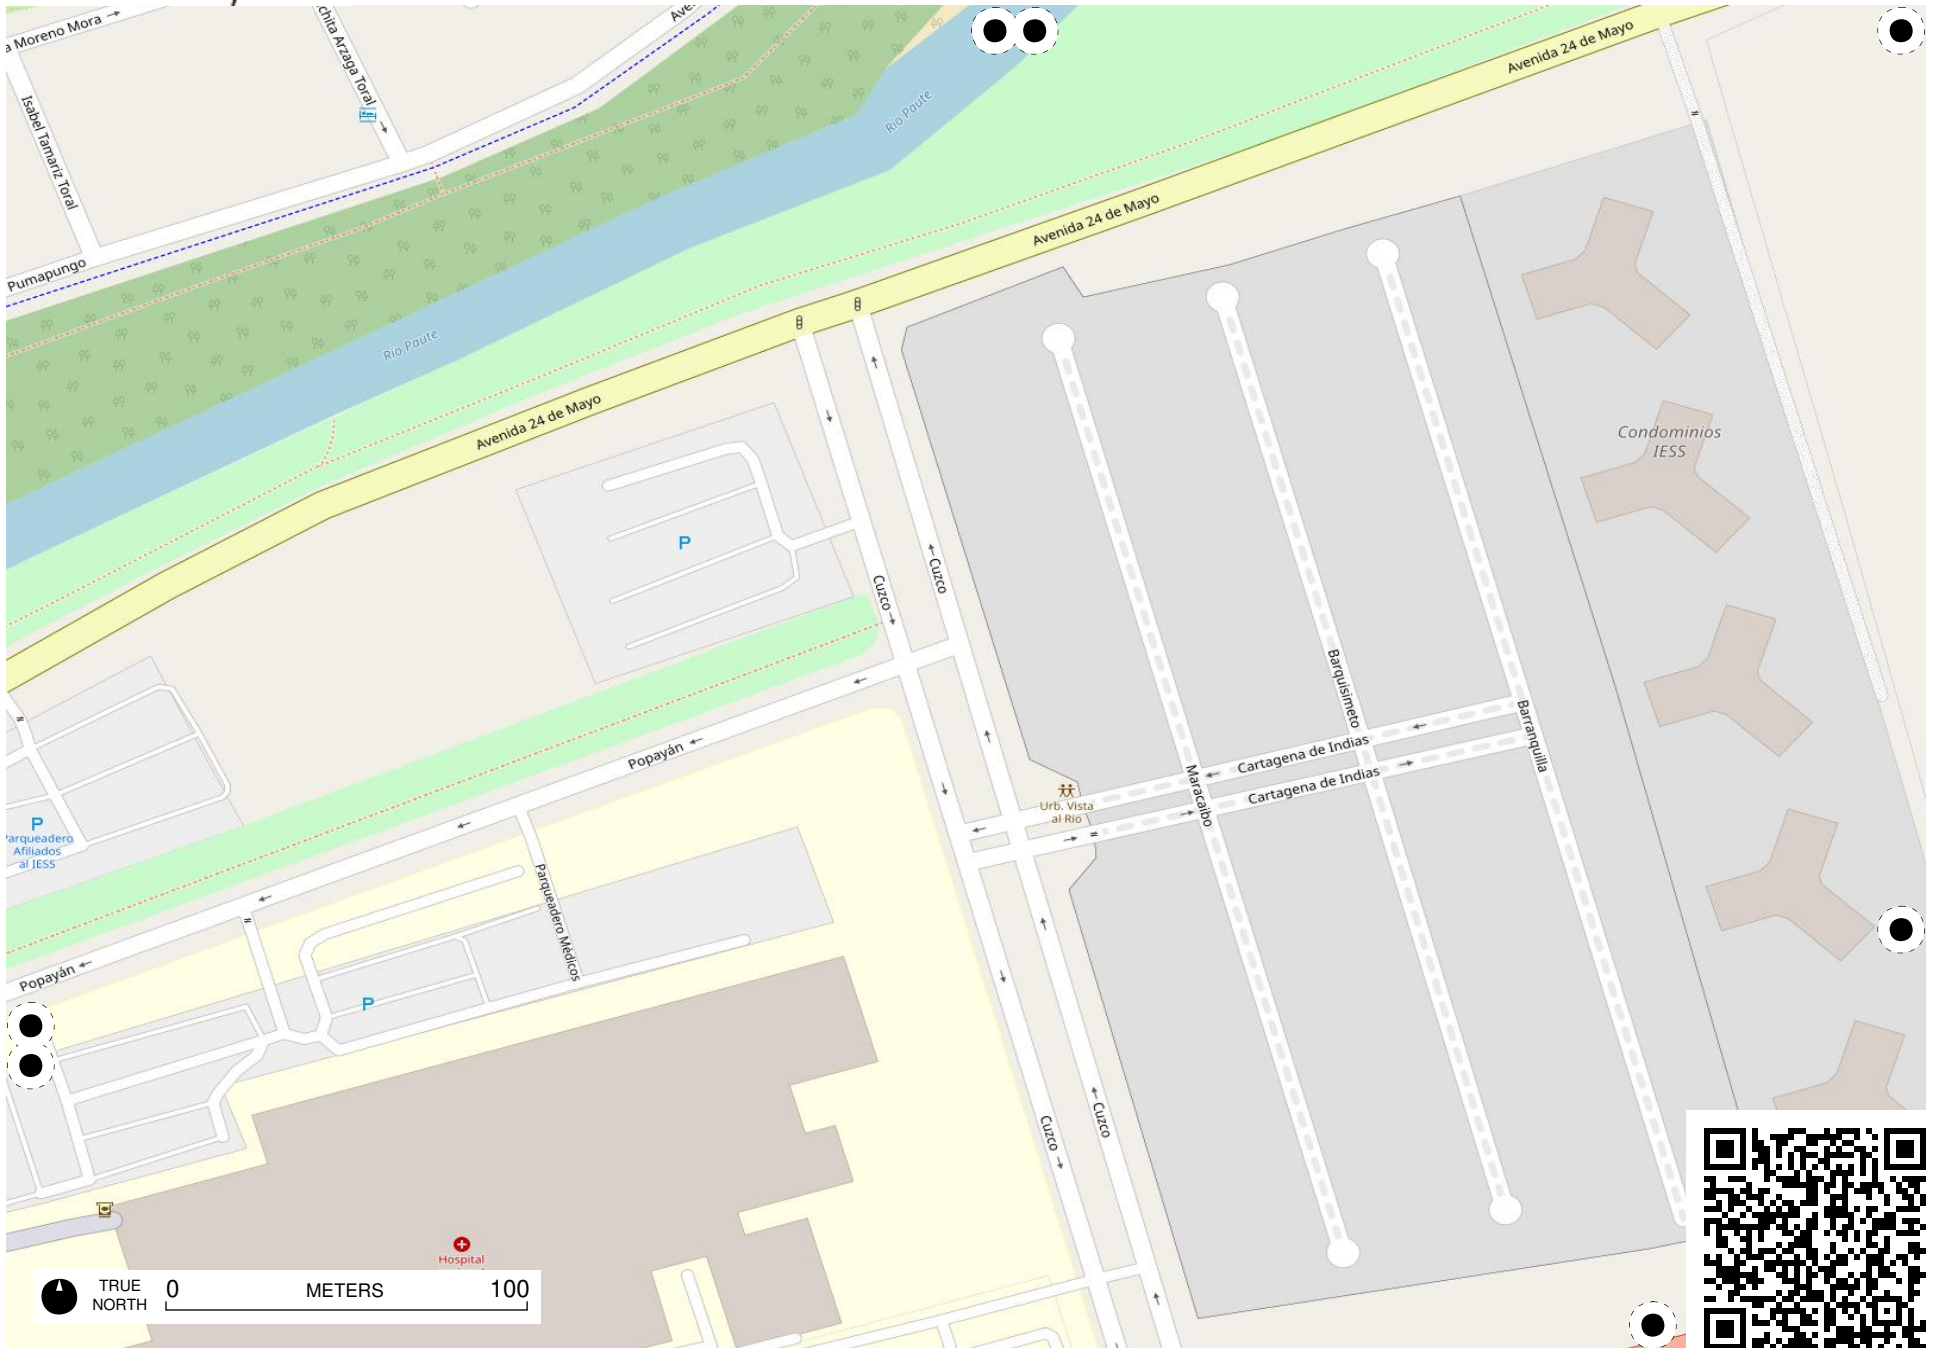 a Moreno Mora
chita Arzaga Toral
Ave.
Isabel Tamariz Toral
Pumapungo
Río Paute
Río Paute
Avenida 24 de Mayo
Avenida 24 de Mayo
Avenida 24 de Mayo
Condominios
IESS
P
Cuzco
Cuzco
Barquisimeto
Barranquilla
Maracaibo
Cartagena de Indias
Cartagena de Indias
Popayán
Urb. Vista
al Río
P
Parqueadero
Afiliados
al IESS
Parqueadero Médicos
Popayán
P
Cuzco
Cuzco
Hospital
TRUE
NORTH
0 METERS 100